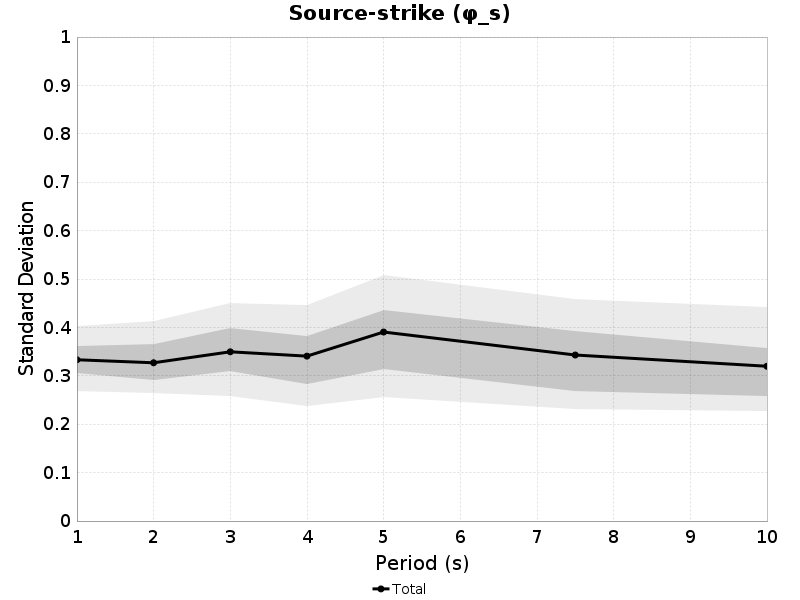 Source-strike (φ_s)
Standard Deviation
1
0.9
0.8
0.7
0.6
0.5
0.4
0.3
0.2
0.1
0
1 2 3 4 5 6 7 8 9 10
Period (s)
Total